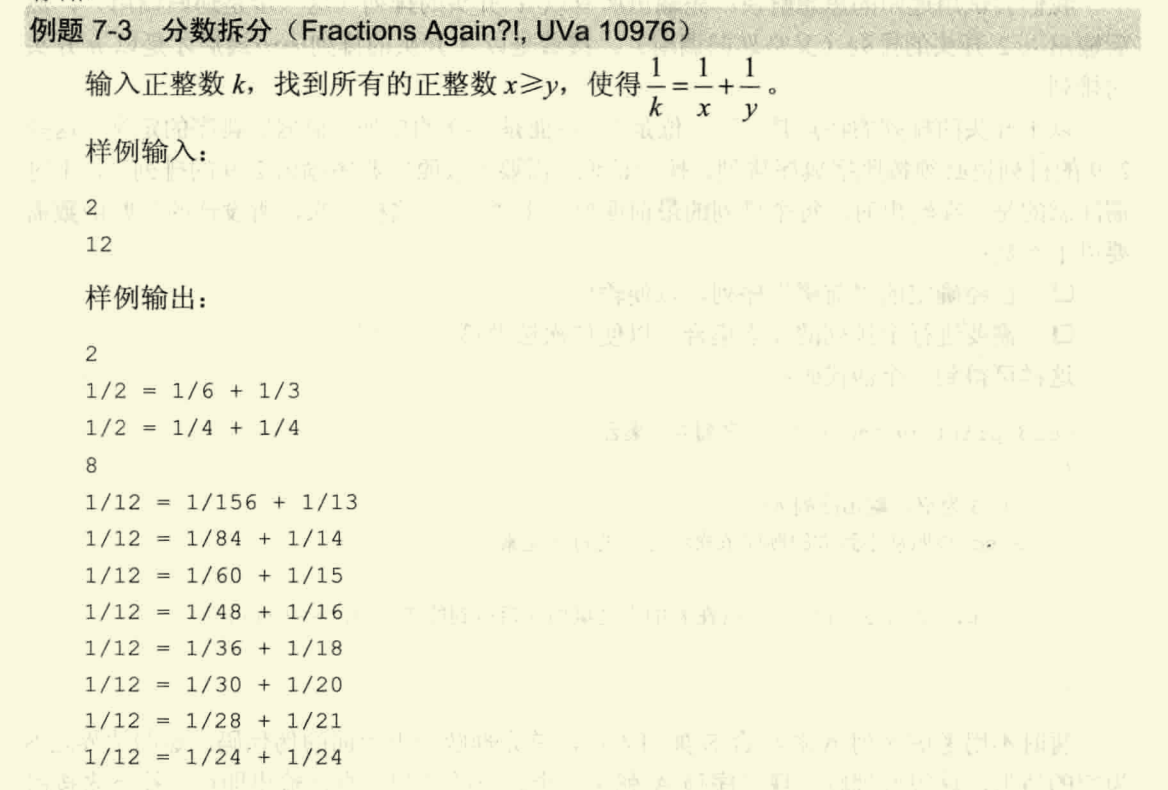 例题 7-3 分数拆分（Fractions Again?!, UVa 10976）
输入正整数 k，找到所有的正整数 x≥y，使得 1/k = 1/x + 1/y 。
样例输入：
2
12
样例输出：
2
1/2 = 1/6 + 1/3
1/2 = 1/4 + 1/4
8
1/12 = 1/156 + 1/13
1/12 = 1/84 + 1/14
1/12 = 1/60 + 1/15
1/12 = 1/48 + 1/16
1/12 = 1/36 + 1/18
1/12 = 1/30 + 1/20
1/12 = 1/28 + 1/21
1/12 = 1/24 + 1/24